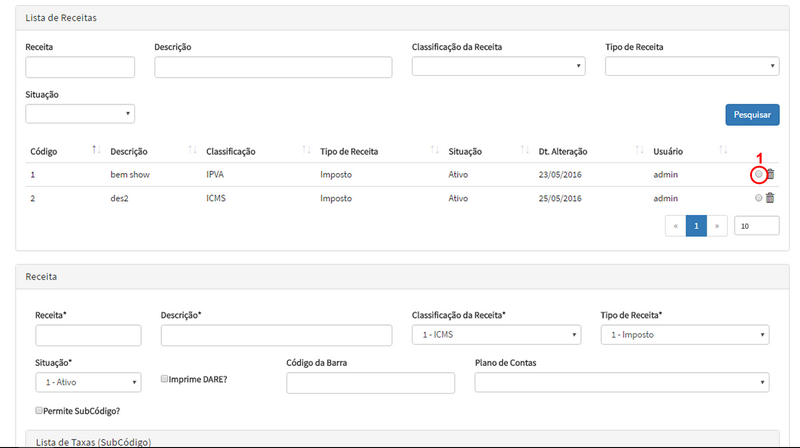 Lista de Receitas
Receita Descrição Classificação da Receita Tipo de Receita
Situação
Pesquisar
Código Descrição Classificação Tipo de Receita Situação Dt. Alteração Usuário
1
1 bem show IPVA Imposto Ativo 23/05/2016 admin
2 des2 ICMS Imposto Ativo 25/05/2016 admin
« 1 » 10
Receita
Receita* Descrição* Classificação da Receita* Tipo de Receita*
1 - ICMS 1 - Imposto
Situação* Código da Barra Plano de Contas
1 - Ativo Imprime DARE?
Permite SubCódigo?
Lista de Taxas (SubCódigo)